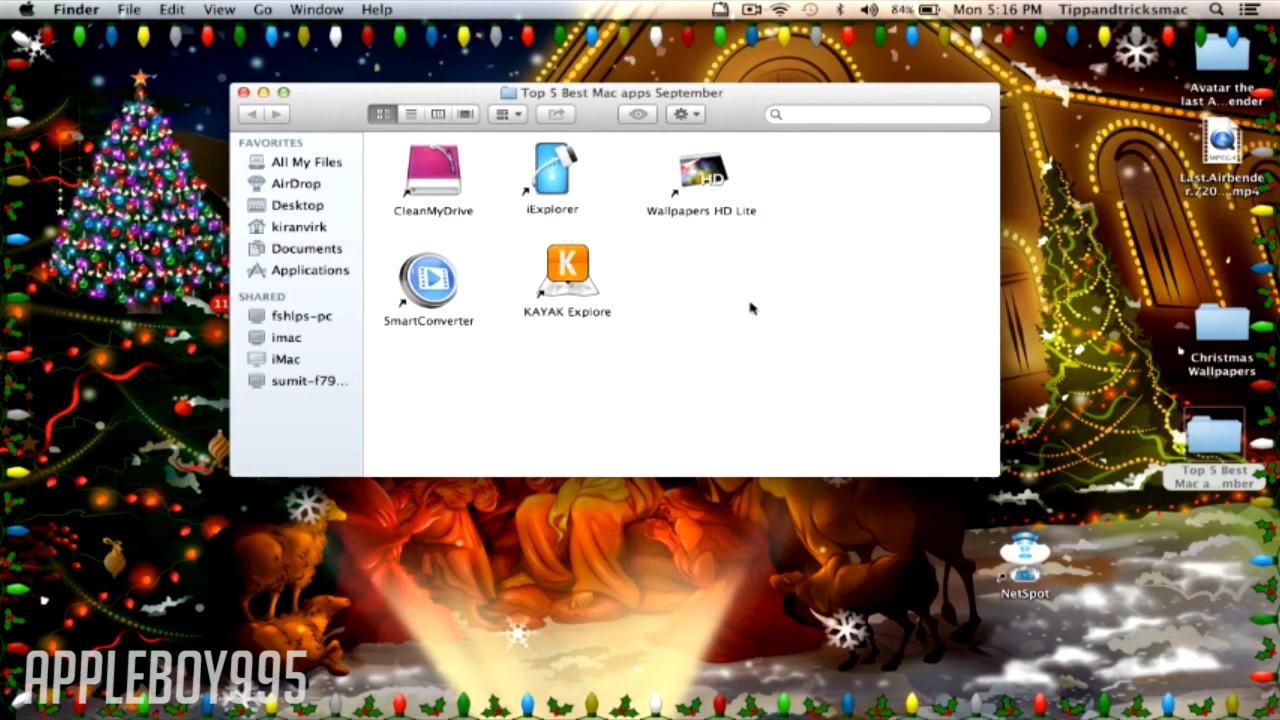 Finder File Edit View Go Window Help 84% Mon 5:16 PM Tippandtricksmac
Top 5 Best Mac apps September
FAVORITES
All My Files
AirDrop
Desktop
kiranvirk
Documents
Applications
SHARED
fshlps-pc
imac
iMac
sumit-f79...
CleanMyDrive
iExplorer
HD
Wallpapers HD Lite
SmartConverter
K
KAYAK Explore
Avatar the
last A...ender
MPEG4
Last.Airbende
r.720...mp4
Christmas
Wallpapers
Top 5 Best
Mac a...mber
NetSpot
11
APPLEBOY995